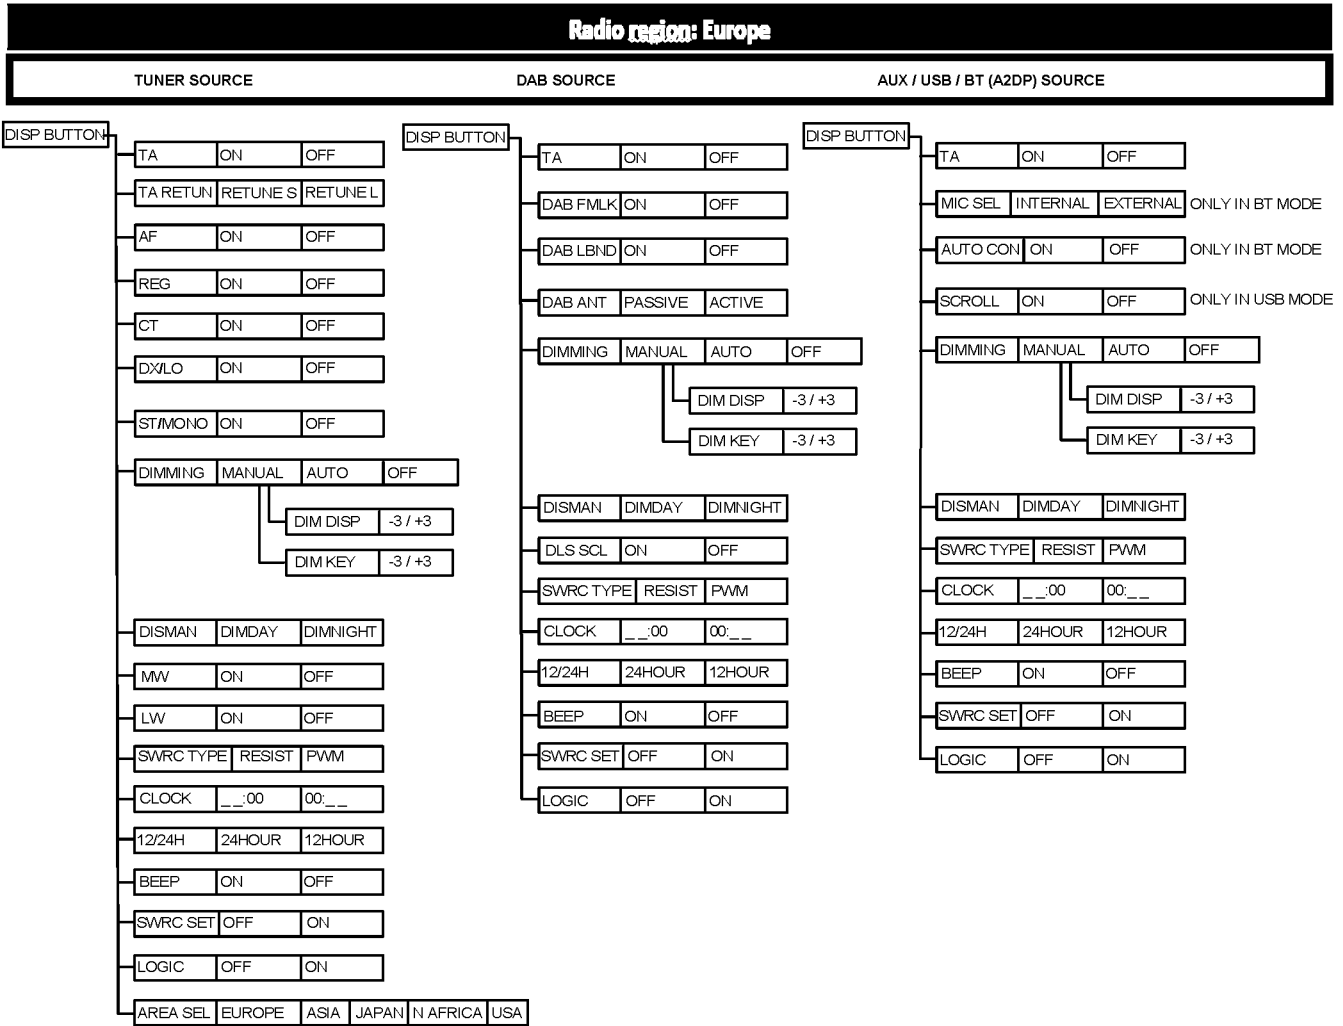 Radio region: Europe
TUNER SOURCE
DAB SOURCE
AUX / USB / BT (A2DP) SOURCE
DISP BUTTON
TA ON OFF
TA RETUN RETUNE S RETUNE L
AF ON OFF
REG ON OFF
CT ON OFF
DX/LO ON OFF
ST/MONO ON OFF
DIMMING MANUAL AUTO OFF
DIM DISP -3 / +3
DIM KEY -3 / +3
DISMAN DIMDAY DIMNIGHT
MW ON OFF
LW ON OFF
SWRC TYPE RESIST PWM
CLOCK _ _:00 00:_ _
12/24H 24HOUR 12HOUR
BEEP ON OFF
SWRC SET OFF ON
LOGIC OFF ON
AREA SEL EUROPE ASIA JAPAN N AFRICA USA
DISP BUTTON
TA ON OFF
DAB FMLK ON OFF
DAB LBND ON OFF
DAB ANT PASSIVE ACTIVE
DIMMING MANUAL AUTO OFF
DIM DISP -3 / +3
DIM KEY -3 / +3
DISMAN DIMDAY DIMNIGHT
DLS SCL ON OFF
SWRC TYPE RESIST PWM
CLOCK _ _:00 00:_ _
12/24H 24HOUR 12HOUR
BEEP ON OFF
SWRC SET OFF ON
LOGIC OFF ON
DISP BUTTON
TA ON OFF
MIC SEL INTERNAL EXTERNAL ONLY IN BT MODE
AUTO CON ON OFF ONLY IN BT MODE
SCROLL ON OFF ONLY IN USB MODE
DIMMING MANUAL AUTO OFF
DIM DISP -3 / +3
DIM KEY -3 / +3
DISMAN DIMDAY DIMNIGHT
SWRC TYPE RESIST PWM
CLOCK _ _:00 00:_ _
12/24H 24HOUR 12HOUR
BEEP ON OFF
SWRC SET OFF ON
LOGIC OFF ON